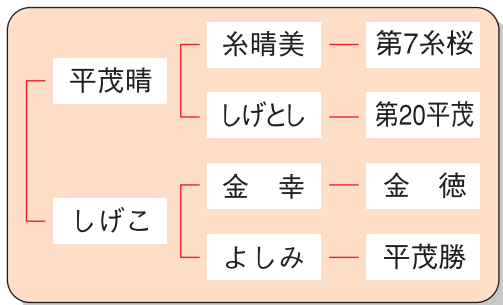 平茂晴
糸晴美
第7糸桜
しげとし
第20平茂
しげこ
金　幸
金　徳
よしみ
平茂勝